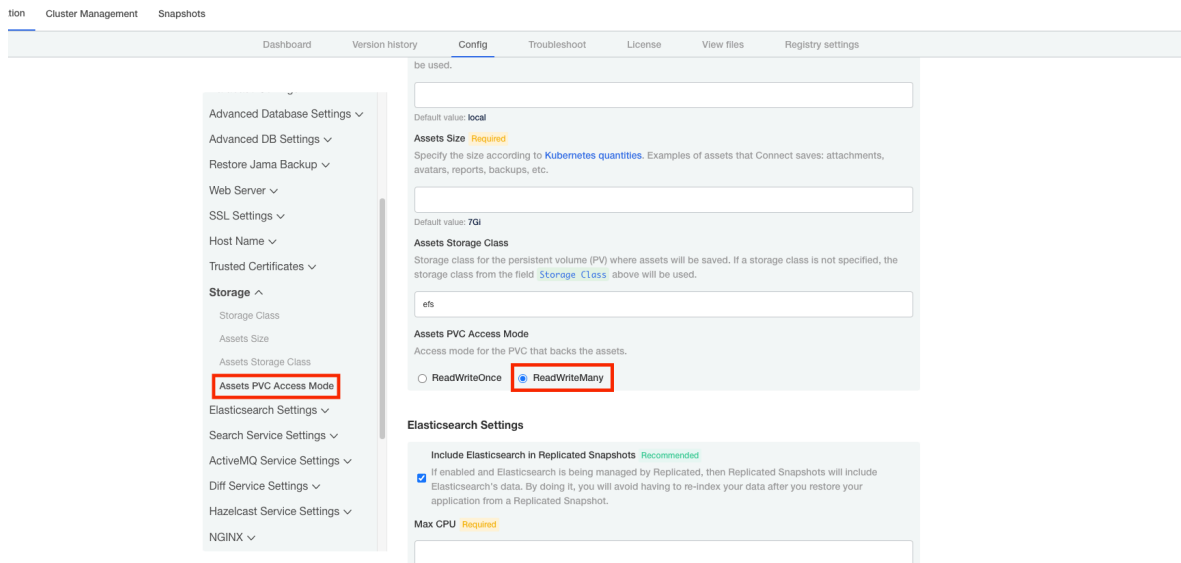 tion Cluster Management Snapshots
Dashboard Version history Config Troubleshoot License View files Registry settings
Advanced Database Settings
Advanced DB Settings
Restore Jama Backup
Web Server
SSL Settings
Host Name
Trusted Certificates
Storage
Storage Class
Assets Size
Assets Storage Class
Assets PVC Access Mode
Elasticsearch Settings
Search Service Settings
ActiveMQ Service Settings
Diff Service Settings
Hazelcast Service Settings
NGINX
be used.
Default value: local
Assets Size Required
Specify the size according to Kubernetes quantities. Examples of assets that Connect saves: attachments,
avatars, reports, backups, etc.
Default value: 7Gi
Assets Storage Class
Storage class for the persistent volume (PV) where assets will be saved. If a storage class is not specified, the
storage class from the field Storage Class above will be used.
efs
Assets PVC Access Mode
Access mode for the PVC that backs the assets.
ReadWriteOnce ReadWriteMany
Elasticsearch Settings
Include Elasticsearch in Replicated Snapshots Recommended
If enabled and Elasticsearch is being managed by Replicated, then Replicated Snapshots will include
Elasticsearch's data. By doing it, you will avoid having to re-index your data after you restore your
application from a Replicated Snapshot.
Max CPU Required